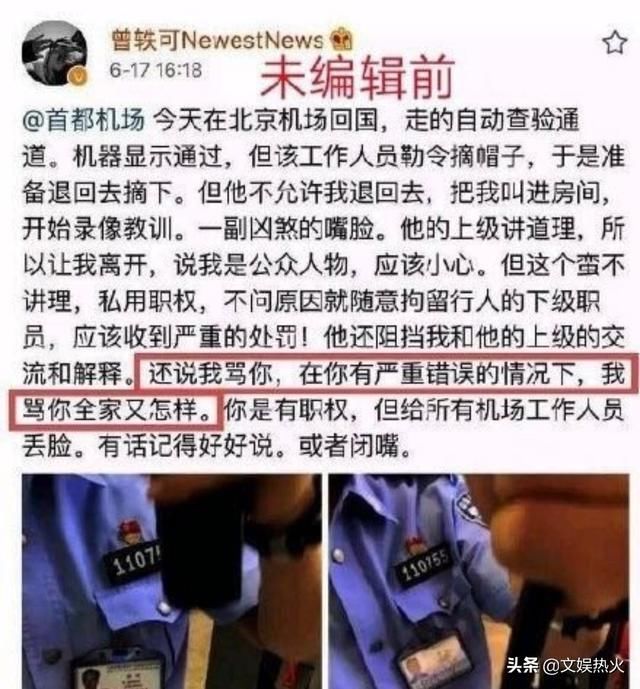 曾轶可NewestNews
6-17 16:18
未编辑前
@首都机场 今天在北京机场回国，走的自动查验通
道。机器显示通过，但该工作人员勒令摘帽子，于是准
备退回去摘下。但他不允许我退回去，把我叫进房间，
开始录像教训。一副凶煞的嘴脸。他的上级讲道理，所
以让我离开，说我是公众人物，应该小心。但这个蛮不
讲理，私用职权，不问原因就随意拘留行人的下级职
员，应该收到严重的处罚！他还阻挡我和他的上级的交
流和解释。还说我骂你，在你有严重错误的情况下，我
骂你全家又怎样。你是有职权，但给所有机场工作人员
丢脸。有话记得好好说。或者闭嘴。
110755
头条 @文娱热火